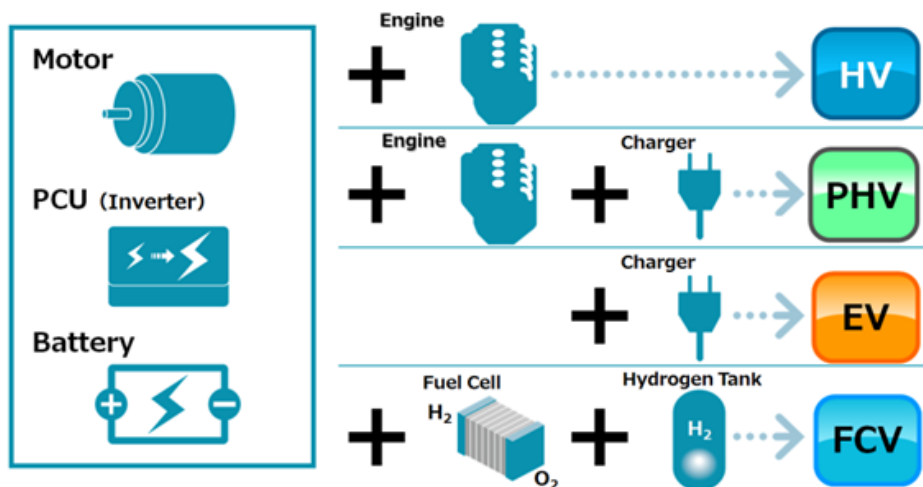 Motor
PCU (Inverter)
Battery
Engine
HV
Engine
Charger
PHV
Charger
EV
Fuel Cell
H₂
O₂
Hydrogen Tank
H₂
FCV